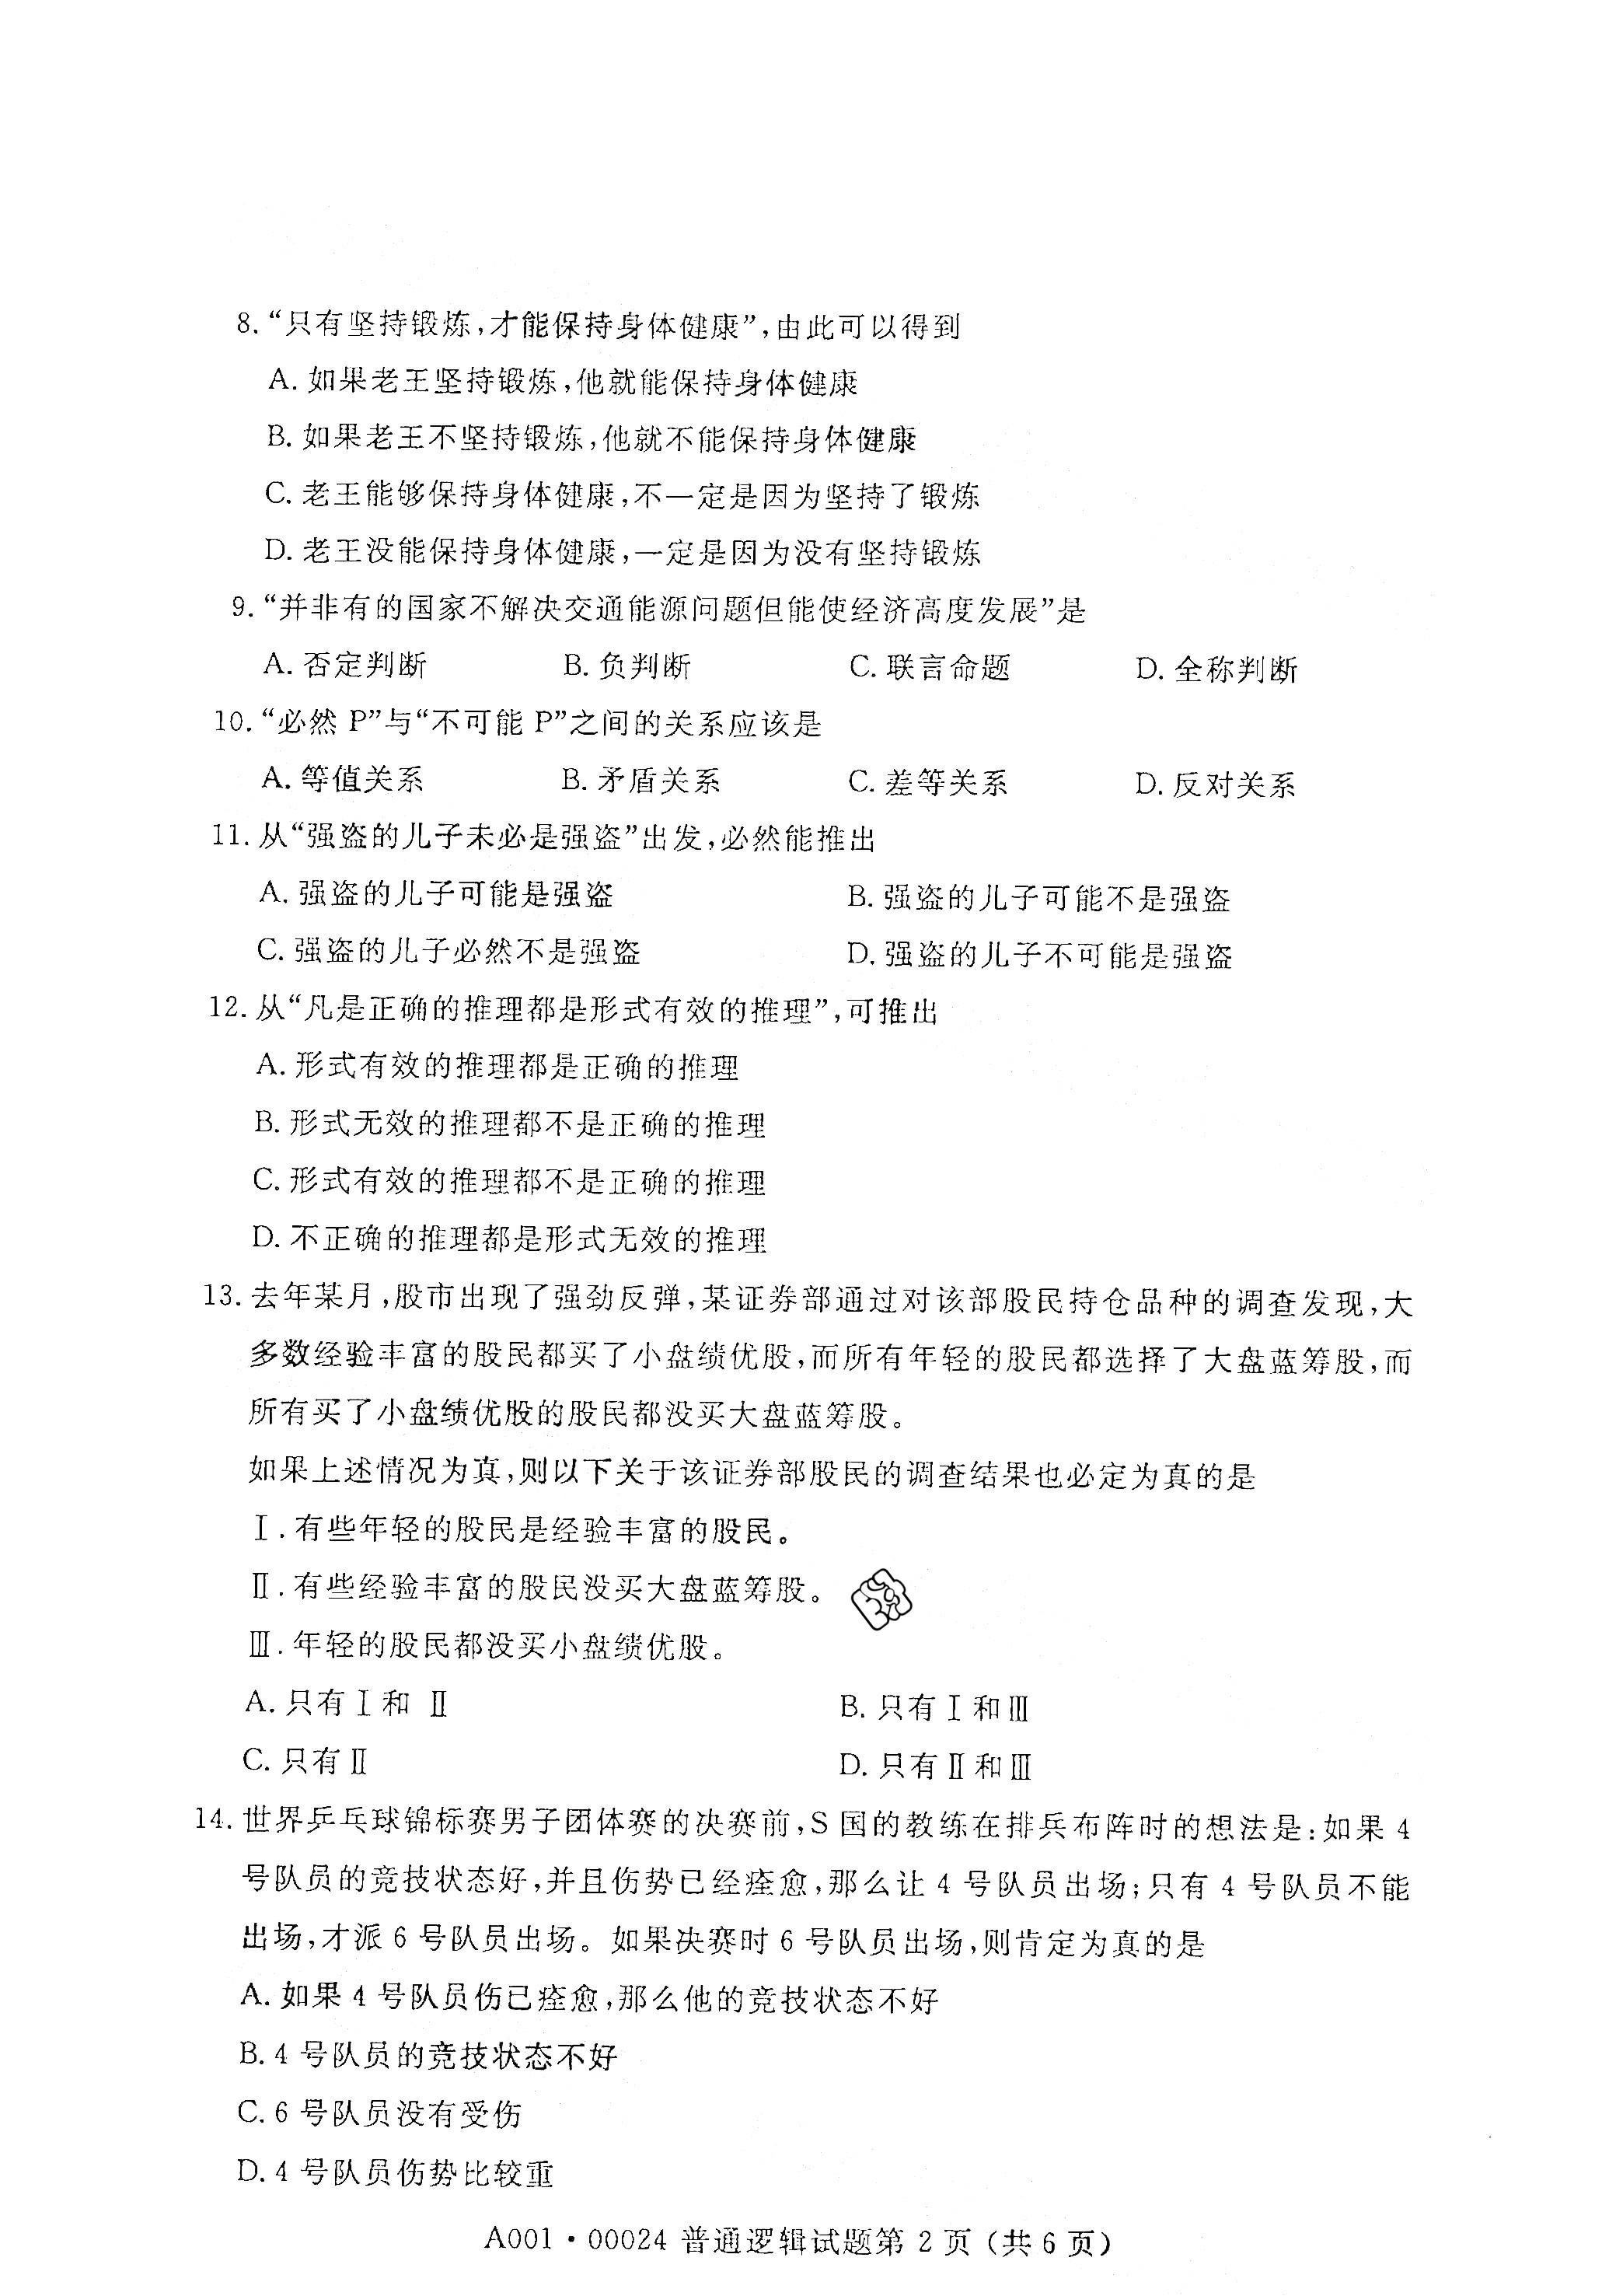 8. “只有坚持锻炼,才能保持身体健康”,由此可以得到
A. 如果老王坚持锻炼,他就能保持身体健康
B. 如果老王不坚持锻炼,他就不能保持身体健康
C. 老王能够保持身体健康,不一定是因为坚持了锻炼
D. 老王没能保持身体健康,一定是因为没有坚持锻炼
9. “并非有的国家不解决交通能源问题但能使经济高度发展”是
A. 否定判断 B. 负判断 C. 联言命题 D. 全称判断
10. “必然 P”与“不可能 P”之间的关系应该是
A. 等值关系 B. 矛盾关系 C. 差等关系 D. 反对关系
11. 从“强盗的儿子未必是强盗”出发,必然能推出
A. 强盗的儿子可能是强盗 B. 强盗的儿子可能不是强盗
C. 强盗的儿子必然不是强盗 D. 强盗的儿子不可能是强盗
12. 从“凡是正确的推理都是形式有效的推理”,可推出
A. 形式有效的推理都是正确的推理
B. 形式无效的推理都不是正确的推理
C. 形式有效的推理都不是正确的推理
D. 不正确的推理都是形式无效的推理
13. 去年某月,股市出现了强劲反弹,某证券部通过对该部股民持仓品种的调查发现,大
多数经验丰富的股民都买了小盘绩优股,而所有年轻的股民都选择了大盘蓝筹股,而
所有买了小盘绩优股的股民都没买大盘蓝筹股。
如果上述情况为真,则以下关于该证券部股民的调查结果也必定为真的是
Ⅰ. 有些年轻的股民是经验丰富的股民。
Ⅱ. 有些经验丰富的股民没买大盘蓝筹股。
Ⅲ. 年轻的股民都没买小盘绩优股。
A. 只有Ⅰ和 Ⅱ B. 只有Ⅰ和Ⅲ
C. 只有Ⅱ D. 只有Ⅱ和Ⅲ
14. 世界乒乓球锦标赛男子团体赛的决赛前,S 国的教练在排兵布阵时的想法是:如果 4
号队员的竞技状态好,并且伤势已经痊愈,那么让 4 号队员出场;只有 4 号队员不能
出场,才派 6 号队员出场。如果决赛时 6 号队员出场,则肯定为真的是
A. 如果 4 号队员伤已痊愈,那么他的竞技状态不好
B. 4 号队员的竞技状态不好
C. 6 号队员没有受伤
D. 4 号队员伤势比较重
A001·00024 普通逻辑试题第 2 页(共 6 页)